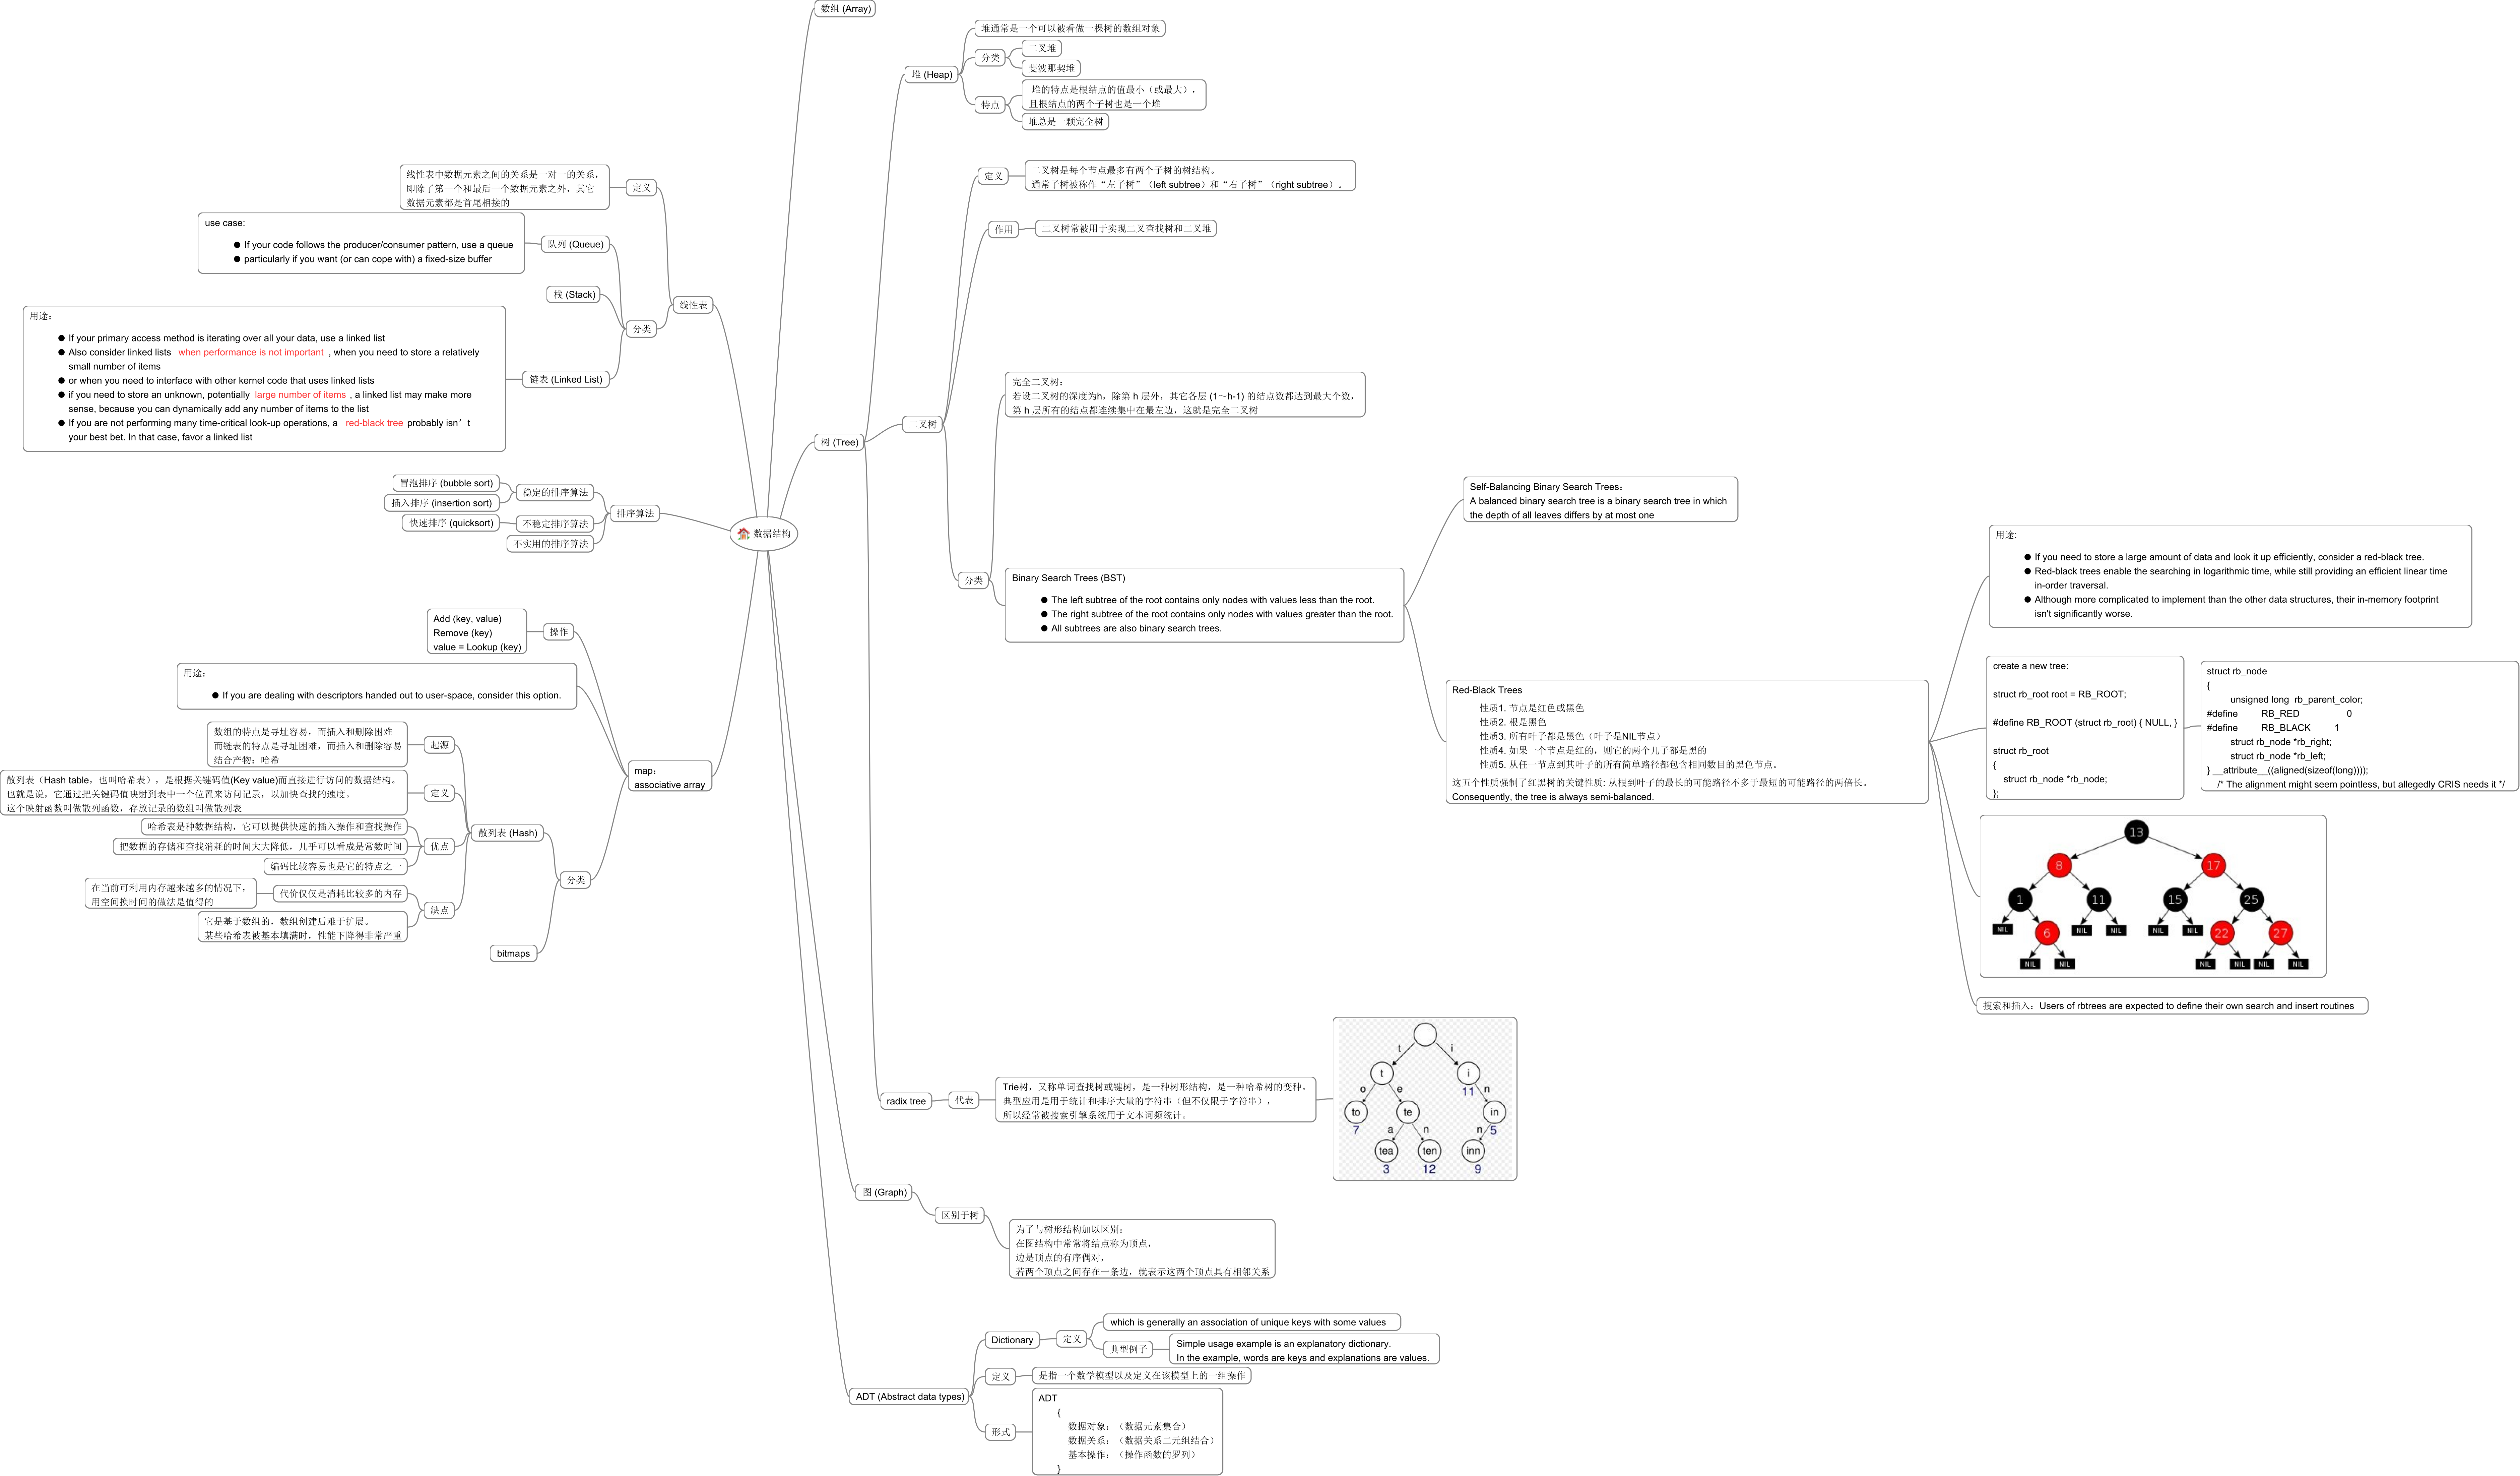 数据结构
数组 (Array)
树 (Tree)
堆 (Heap)
堆通常是一个可以被看做一棵树的数组对象
分类
二叉堆
斐波那契堆
特点
堆的特点是根结点的值最小（或最大），
且根结点的两个子树也是一个堆
堆总是一颗完全树
二叉树
定义
二叉树是每个节点最多有两个子树的树结构。
通常子树被称作“左子树”（left subtree）和“右子树”（right subtree）。
作用
二叉树常被用于实现二叉查找树和二叉堆
分类
完全二叉树：
若设二叉树的深度为h，除第 h 层外，其它各层 (1～h-1) 的结点数都达到最大个数，
第 h 层所有的结点都连续集中在最左边，这就是完全二叉树
Binary Search Trees (BST)
● The left subtree of the root contains only nodes with values less than the root.
● The right subtree of the root contains only nodes with values greater than the root.
● All subtrees are also binary search trees.
Self-Balancing Binary Search Trees：
A balanced binary search tree is a binary search tree in which
the depth of all leaves differs by at most one
Red-Black Trees
性质1. 节点是红色或黑色
性质2. 根是黑色
性质3. 所有叶子都是黑色（叶子是NIL节点）
性质4. 如果一个节点是红的，则它的两个儿子都是黑的
性质5. 从任一节点到其叶子的所有简单路径都包含相同数目的黑色节点。
这五个性质强制了红黑树的关键性质: 从根到叶子的最长的可能路径不多于最短的可能路径的两倍长。
Consequently, the tree is always semi-balanced.
用途:
● If you need to store a large amount of data and look it up efficiently, consider a red-black tree.
● Red-black trees enable the searching in logarithmic time, while still providing an efficient linear time
in-order traversal.
● Although more complicated to implement than the other data structures, their in-memory footprint
isn't significantly worse.
create a new tree:
struct rb_root root = RB_ROOT;
#define RB_ROOT (struct rb_root) { NULL, }
struct rb_root
{
struct rb_node *rb_node;
};
struct rb_node
{
unsigned long rb_parent_color;
#define RB_RED 0
#define RB_BLACK 1
struct rb_node *rb_right;
struct rb_node *rb_left;
} __attribute__((aligned(sizeof(long))));
/* The alignment might seem pointless, but allegedly CRIS needs it */
13
8 17
1 11 15 25
NIL 6 NIL NIL NIL NIL 22 27
NIL NIL NIL NIL NIL NIL
搜索和插入：Users of rbtrees are expected to define their own search and insert routines
radix tree
代表
Trie树，又称单词查找树或键树，是一种树形结构，是一种哈希树的变种。
典型应用是用于统计和排序大量的字符串（但不仅限于字符串），
所以经常被搜索引擎系统用于文本词频统计。
t i
t i
o e 11 n
to te in
7 a n n 5
tea ten inn
3 12 9
图 (Graph)
区别于树
为了与树形结构加以区别：
在图结构中常常将结点称为顶点，
边是顶点的有序偶对，
若两个顶点之间存在一条边，就表示这两个顶点具有相邻关系
ADT (Abstract data types)
Dictionary
定义
which is generally an association of unique keys with some values
典型例子
Simple usage example is an explanatory dictionary.
In the example, words are keys and explanations are values.
定义
是指一个数学模型以及定义在该模型上的一组操作
形式
ADT
{
数据对象：（数据元素集合）
数据关系：（数据关系二元组结合）
基本操作：（操作函数的罗列）
}
线性表
定义
线性表中数据元素之间的关系是一对一的关系，
即除了第一个和最后一个数据元素之外，其它
数据元素都是首尾相接的
分类
队列 (Queue)
use case:
● If your code follows the producer/consumer pattern, use a queue
● particularly if you want (or can cope with) a fixed-size buffer
栈 (Stack)
链表 (Linked List)
用途：
● If your primary access method is iterating over all your data, use a linked list
● Also consider linked lists when performance is not important , when you need to store a relatively
small number of items
● or when you need to interface with other kernel code that uses linked lists
● if you need to store an unknown, potentially large number of items , a linked list may make more
sense, because you can dynamically add any number of items to the list
● If you are not performing many time-critical look-up operations, a red-black tree probably isn’t
your best bet. In that case, favor a linked list
排序算法
稳定的排序算法
冒泡排序 (bubble sort)
插入排序 (insertion sort)
不稳定排序算法
快速排序 (quicksort)
不实用的排序算法
map：
associative array
操作
Add (key, value)
Remove (key)
value = Lookup (key)
用途：
● If you are dealing with descriptors handed out to user-space, consider this option.
分类
散列表 (Hash)
起源
数组的特点是寻址容易，而插入和删除困难
而链表的特点是寻址困难，而插入和删除容易
结合产物：哈希
定义
散列表（Hash table，也叫哈希表），是根据关键码值(Key value)而直接进行访问的数据结构。
也就是说，它通过把关键码值映射到表中一个位置来访问记录，以加快查找的速度。
这个映射函数叫做散列函数，存放记录的数组叫做散列表
优点
哈希表是种数据结构，它可以提供快速的插入操作和查找操作
把数据的存储和查找消耗的时间大大降低，几乎可以看成是常数时间
编码比较容易也是它的特点之一
缺点
代价仅仅是消耗比较多的内存
在当前可利用内存越来越多的情况下，
用空间换时间的做法是值得的
它是基于数组的，数组创建后难于扩展。
某些哈希表被基本填满时，性能下降得非常严重
bitmaps